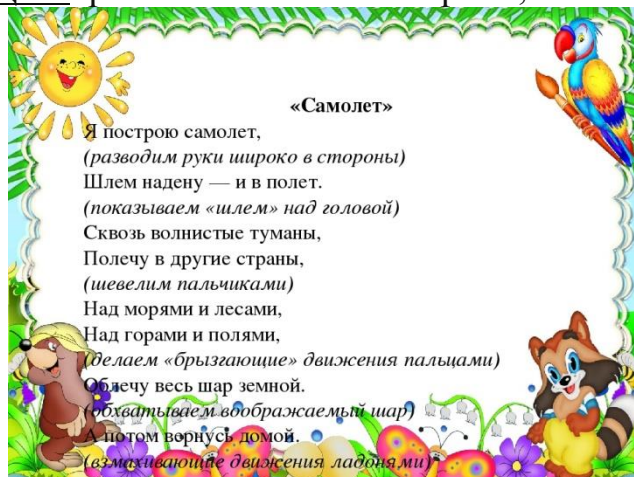 «Самолет»
Я построю самолет,
(разводим руки широко в стороны)
Шлем надену — и в полет.
(показываем «шлем» над головой)
Сквозь волнистые туманы,
Полечу в другие страны,
(шевелим пальчиками)
Над морями и лесами,
Над горами и полями,
(делаем «брызгающие» движения пальцами)
Облечу весь шар земной.
(обхватываем воображаемый шар)
А потом вернусь домой.
(взмахивающие движения ладонями)